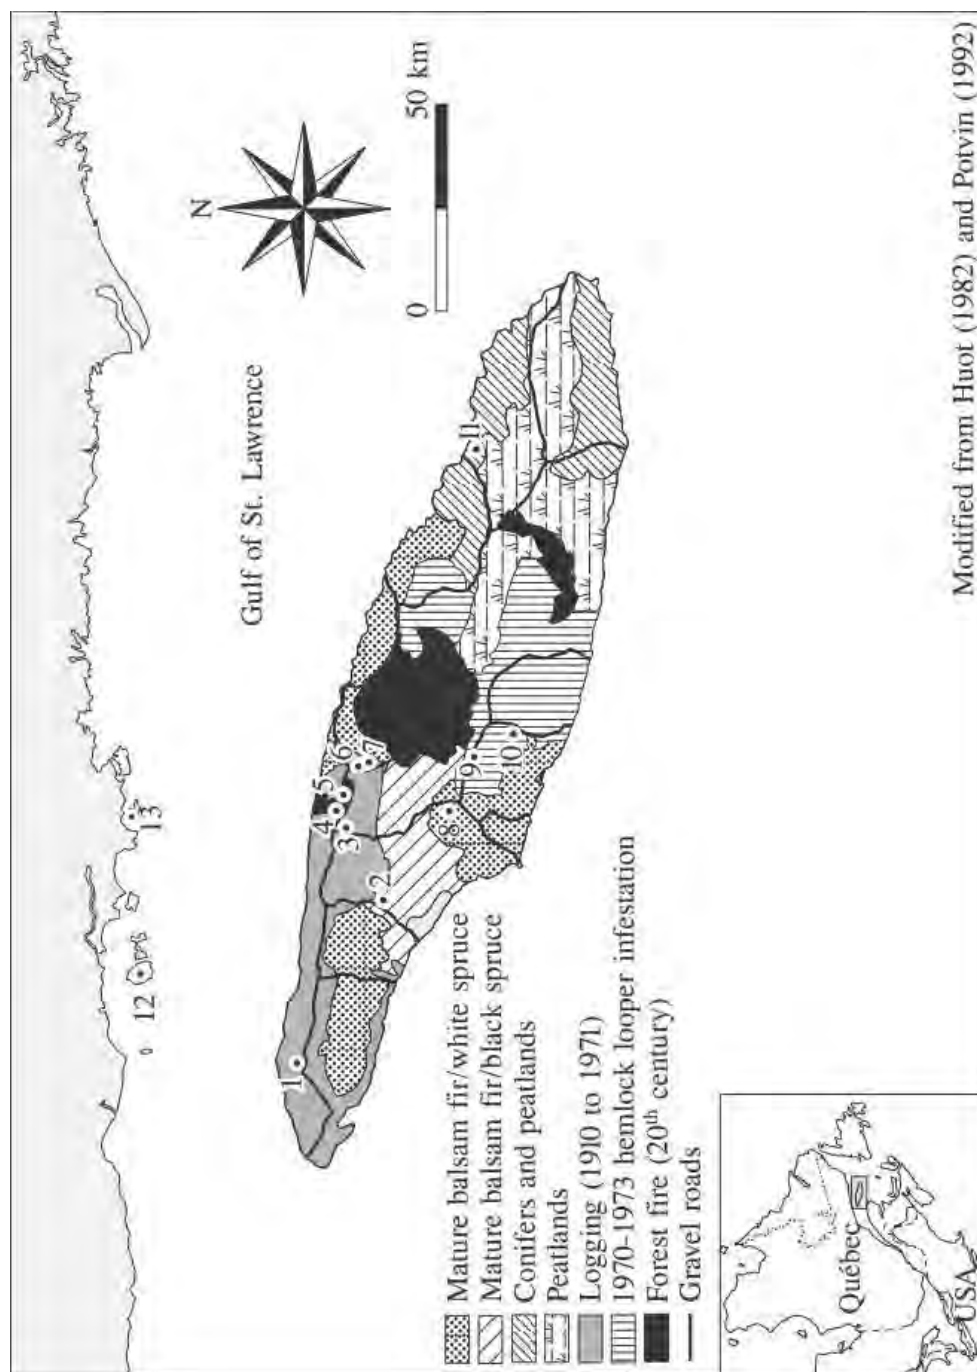 12
13
N
Gulf of St. Lawrence
0
50 km
1
2
3
4
5
6
7
8
9
10
11
Mature balsam fir/white spruce
Mature balsam fir/black spruce
Conifers and peatlands
Peatlands
Logging (1910 to 1971)
1970-1973 hemlock looper infestation
Forest fire (20th century)
Gravel roads
Québec
USA
Modified from Huot (1982) and Potvin (1992)